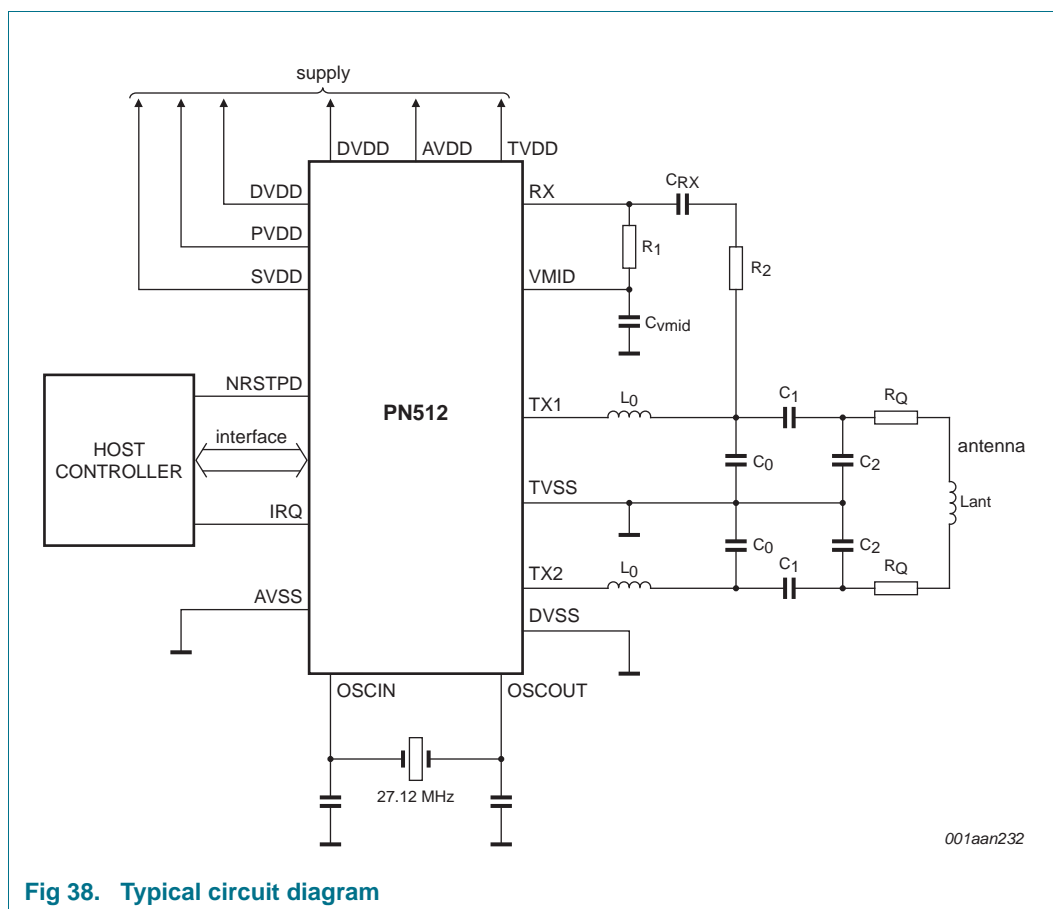 supply
DVDD AVDD TVDD
DVDD
PVDD
SVDD
RX
CRX
R1
R2
VMID
Cvmid
HOST
CONTROLLER
NRSTPD
interface
IRQ
PN512
TX1
L0
C1
RQ
antenna
C0
C2
Lant
TVSS
C0
C2
TX2
L0
C1
RQ
AVSS
DVSS
OSCIN
OSCOUT
27.12 MHz
001aan232
Fig 38. Typical circuit diagram